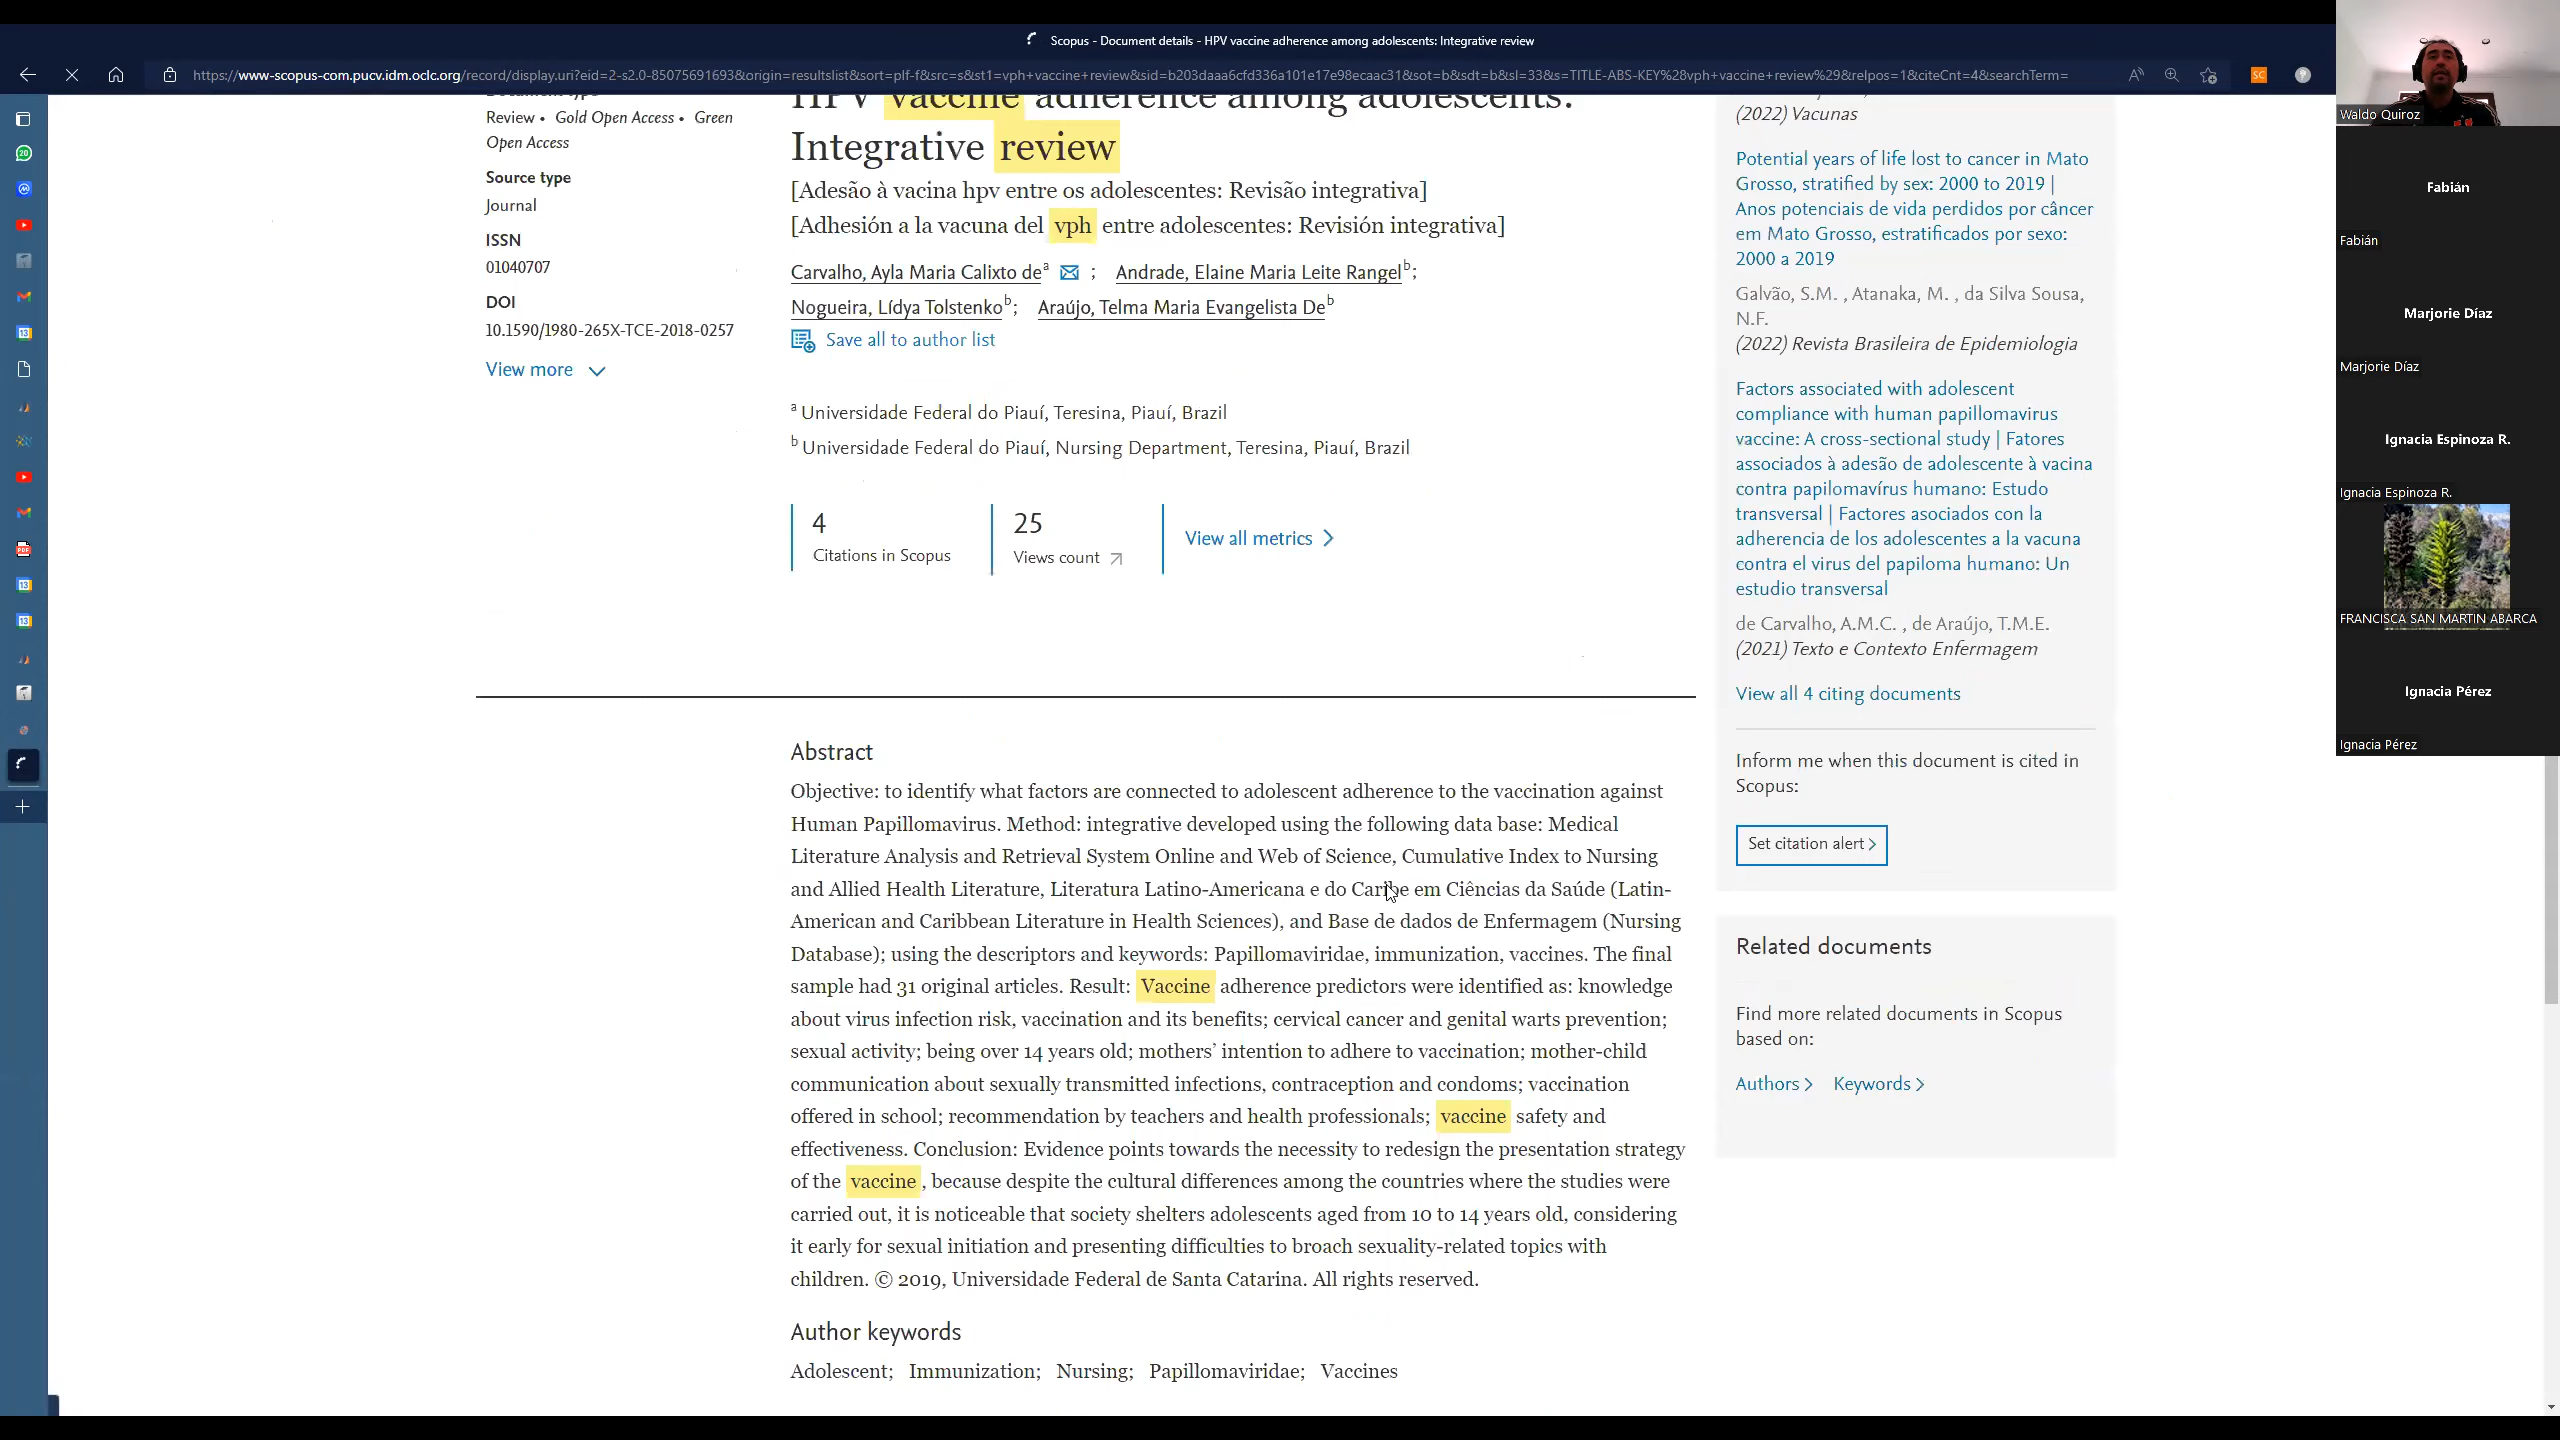 Scopus - Document details - HPV vaccine adherence among adolescents: Integrative review
https://www-scopus-com.pucv.idm.oclc.org/record/display.uri?eid=2-s2.0-85075691693&origin=resultslist&sort=plf-f&src=s&st1=vph+vaccine+review&sid=b203daaa6cfd336a101e17e98ecaac31&sot=b&sdt=b&sl=33&s=TITLE-ABS-KEY%28vph+vaccine+review%29&relpos=1&citeCnt=4&searchTerm=
Document type
Review • Gold Open Access • Green
Open Access
Source type
Journal
ISSN
01040707
DOI
10.1590/1980-265X-TCE-2018-0257
View more
HPV vaccine adherence among adolescents:
Integrative review
[Adesão à vacina hpv entre os adolescentes: Revisão integrativa]
[Adhesión a la vacuna del vph entre adolescentes: Revisión integrativa]
Carvalho, Ayla Maria Calixto de a ; Andrade, Elaine Maria Leite Rangel b;
Nogueira, Lídya Tolstenko b; Araújo, Telma Maria Evangelista De b
Save all to author list
a Universidade Federal do Piauí, Teresina, Piauí, Brazil
b Universidade Federal do Piauí, Nursing Department, Teresina, Piauí, Brazil
4
Citations in Scopus
25
Views count
View all metrics
Abstract
Objective: to identify what factors are connected to adolescent adherence to the vaccination against
Human Papillomavirus. Method: integrative developed using the following data base: Medical
Literature Analysis and Retrieval System Online and Web of Science, Cumulative Index to Nursing
and Allied Health Literature, Literatura Latino-Americana e do Caribe em Ciências da Saúde (Latin-
American and Caribbean Literature in Health Sciences), and Base de dados de Enfermagem (Nursing
Database); using the descriptors and keywords: Papillomaviridae, immunization, vaccines. The final
sample had 31 original articles. Result: Vaccine adherence predictors were identified as: knowledge
about virus infection risk, vaccination and its benefits; cervical cancer and genital warts prevention;
sexual activity; being over 14 years old; mothers' intention to adhere to vaccination; mother-child
communication about sexually transmitted infections, contraception and condoms; vaccination
offered in school; recommendation by teachers and health professionals; vaccine safety and
effectiveness. Conclusion: Evidence points towards the necessity to redesign the presentation strategy
of the vaccine , because despite the cultural differences among the countries where the studies were
carried out, it is noticeable that society shelters adolescents aged from 10 to 14 years old, considering
it early for sexual initiation and presenting difficulties to broach sexuality-related topics with
children. © 2019, Universidade Federal de Santa Catarina. All rights reserved.
Author keywords
Adolescent; Immunization; Nursing; Papillomaviridae; Vaccines
(2022) Vacunas
Potential years of life lost to cancer in Mato
Grosso, stratified by sex: 2000 to 2019 |
Anos potenciais de vida perdidos por câncer
em Mato Grosso, estratificados por sexo:
2000 a 2019
Galvão, S.M. , Atanaka, M. , da Silva Sousa,
N.F.
(2022) Revista Brasileira de Epidemiologia
Factors associated with adolescent
compliance with human papillomavirus
vaccine: A cross-sectional study | Fatores
associados à adesão de adolescente à vacina
contra papilomavírus humano: Estudo
transversal | Factores asociados con la
adherencia de los adolescentes a la vacuna
contra el virus del papiloma humano: Un
estudio transversal
de Carvalho, A.M.C. , de Araújo, T.M.E.
(2021) Texto e Contexto Enfermagem
View all 4 citing documents
Inform me when this document is cited in
Scopus:
Set citation alert
Related documents
Find more related documents in Scopus
based on:
Authors Keywords
Waldo Quiroz
Fabián
Fabián
Marjorie Díaz
Marjorie Díaz
Ignacia Espinoza R.
Ignacia Espinoza R.
FRANCISCA SAN MARTIN ABARCA
Ignacia Pérez
Ignacia Pérez